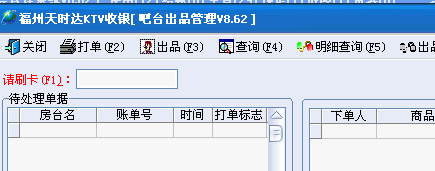 福州天时达KTV收银[ 吧台出品管理V8.62 ]
关闭 打单(F2) 出品(F3) 查询(F4) 明细查询(F5)
请刷卡(F1):
待处理单据
房台名 账单号 时间 打单标志 下单人